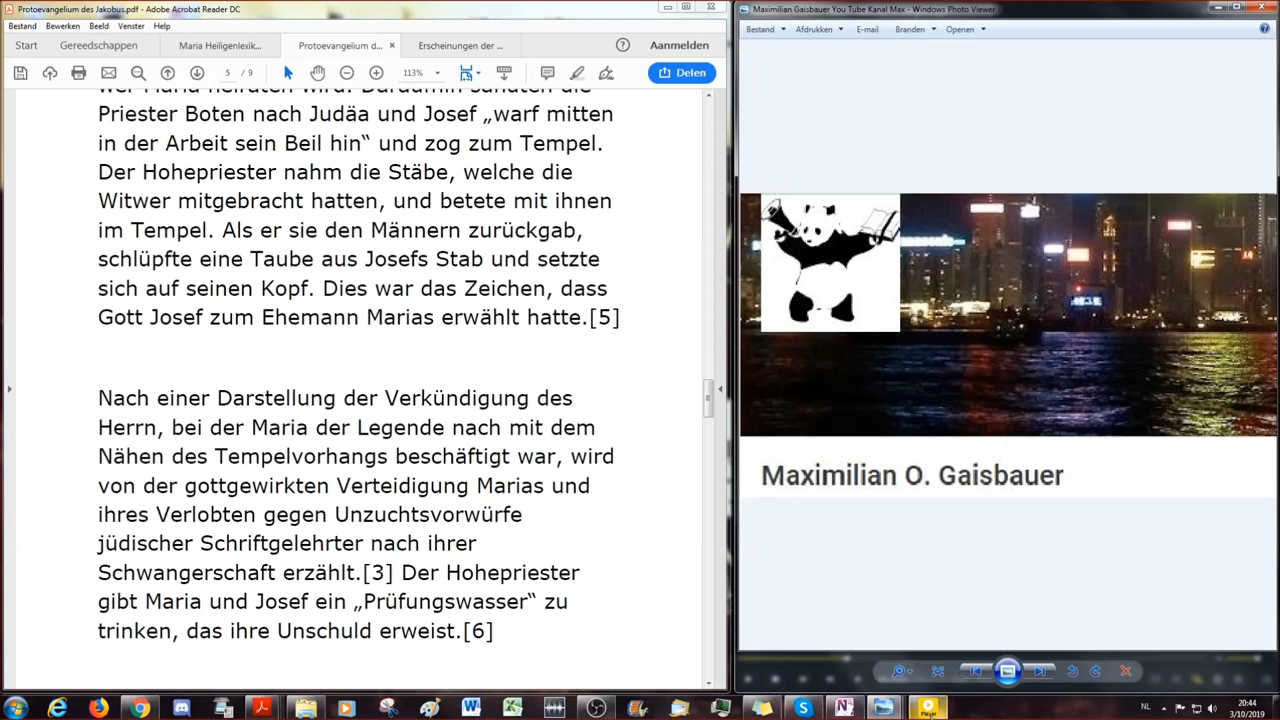 Protoevangelium des Jakobus.pdf - Adobe Acrobat Reader DC
Bestand Bewerken Beeld Venster Help
Start Gereedschappen Maria Heiligenlexik... Protoevangelium d... × Erscheinungen der ... Aanmelden
5 / 9 113% Delen
wer Maria heiraten wird. Daraufhin sandten die
Priester Boten nach Judäa und Josef „warf mitten
in der Arbeit sein Beil hin“ und zog zum Tempel.
Der Hohepriester nahm die Stäbe, welche die
Witwer mitgebracht hatten, und betete mit ihnen
im Tempel. Als er sie den Männern zurückgab,
schlüpfte eine Taube aus Josefs Stab und setzte
sich auf seinen Kopf. Dies war das Zeichen, dass
Gott Josef zum Ehemann Marias erwählt hatte.[5]
Nach einer Darstellung der Verkündigung des
Herrn, bei der Maria der Legende nach mit dem
Nähen des Tempelvorhangs beschäftigt war, wird
von der gottgewirkten Verteidigung Marias und
ihres Verlobten gegen Unzuchtsvorwürfe
jüdischer Schriftgelehrter nach ihrer
Schwangerschaft erzählt.[3] Der Hohepriester
gibt Maria und Josef ein „Prüfungswasser“ zu
trinken, das ihre Unschuld erweist.[6]
Maximilian Gaisbauer You Tube Kanal Max - Windows Photo Viewer
Bestand Afdrukken E-mail Branden Openen
Maximilian O. Gaisbauer
Player
NL
20:44
3/10/2019